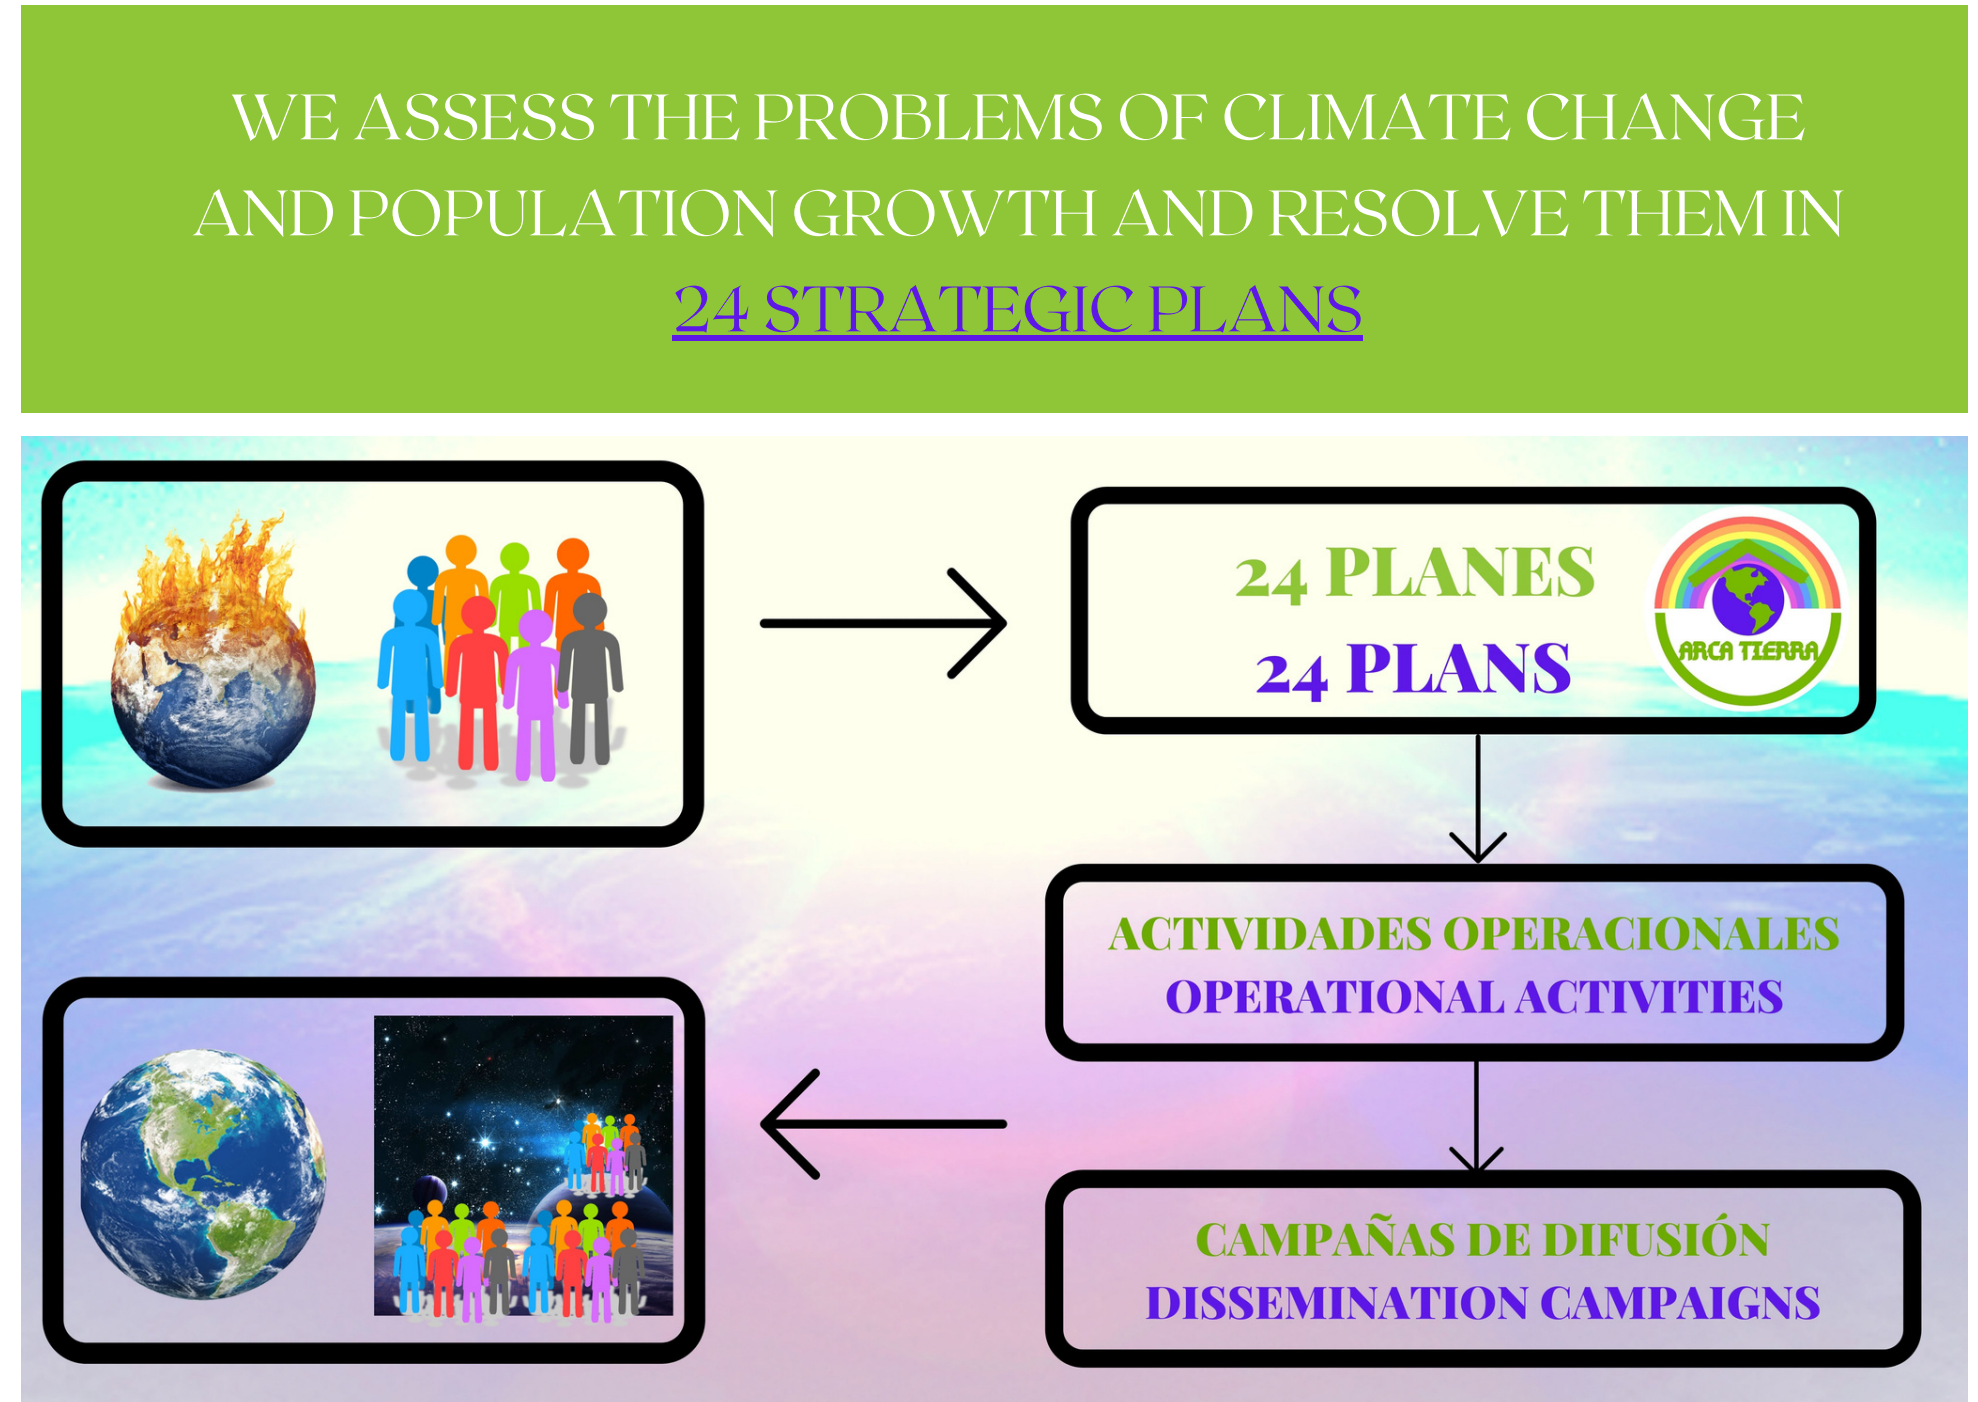 WE ASSESS THE PROBLEMS OF CLIMATE CHANGE
AND POPULATION GROWTH AND RESOLVE THEM IN
24 STRATEGIC PLANS
24 PLANES
24 PLANS
ARCA TIERRA
ACTIVIDADES OPERACIONALES
OPERATIONAL ACTIVITIES
CAMPAÑAS DE DIFUSIÓN
DISSEMINATION CAMPAIGNS